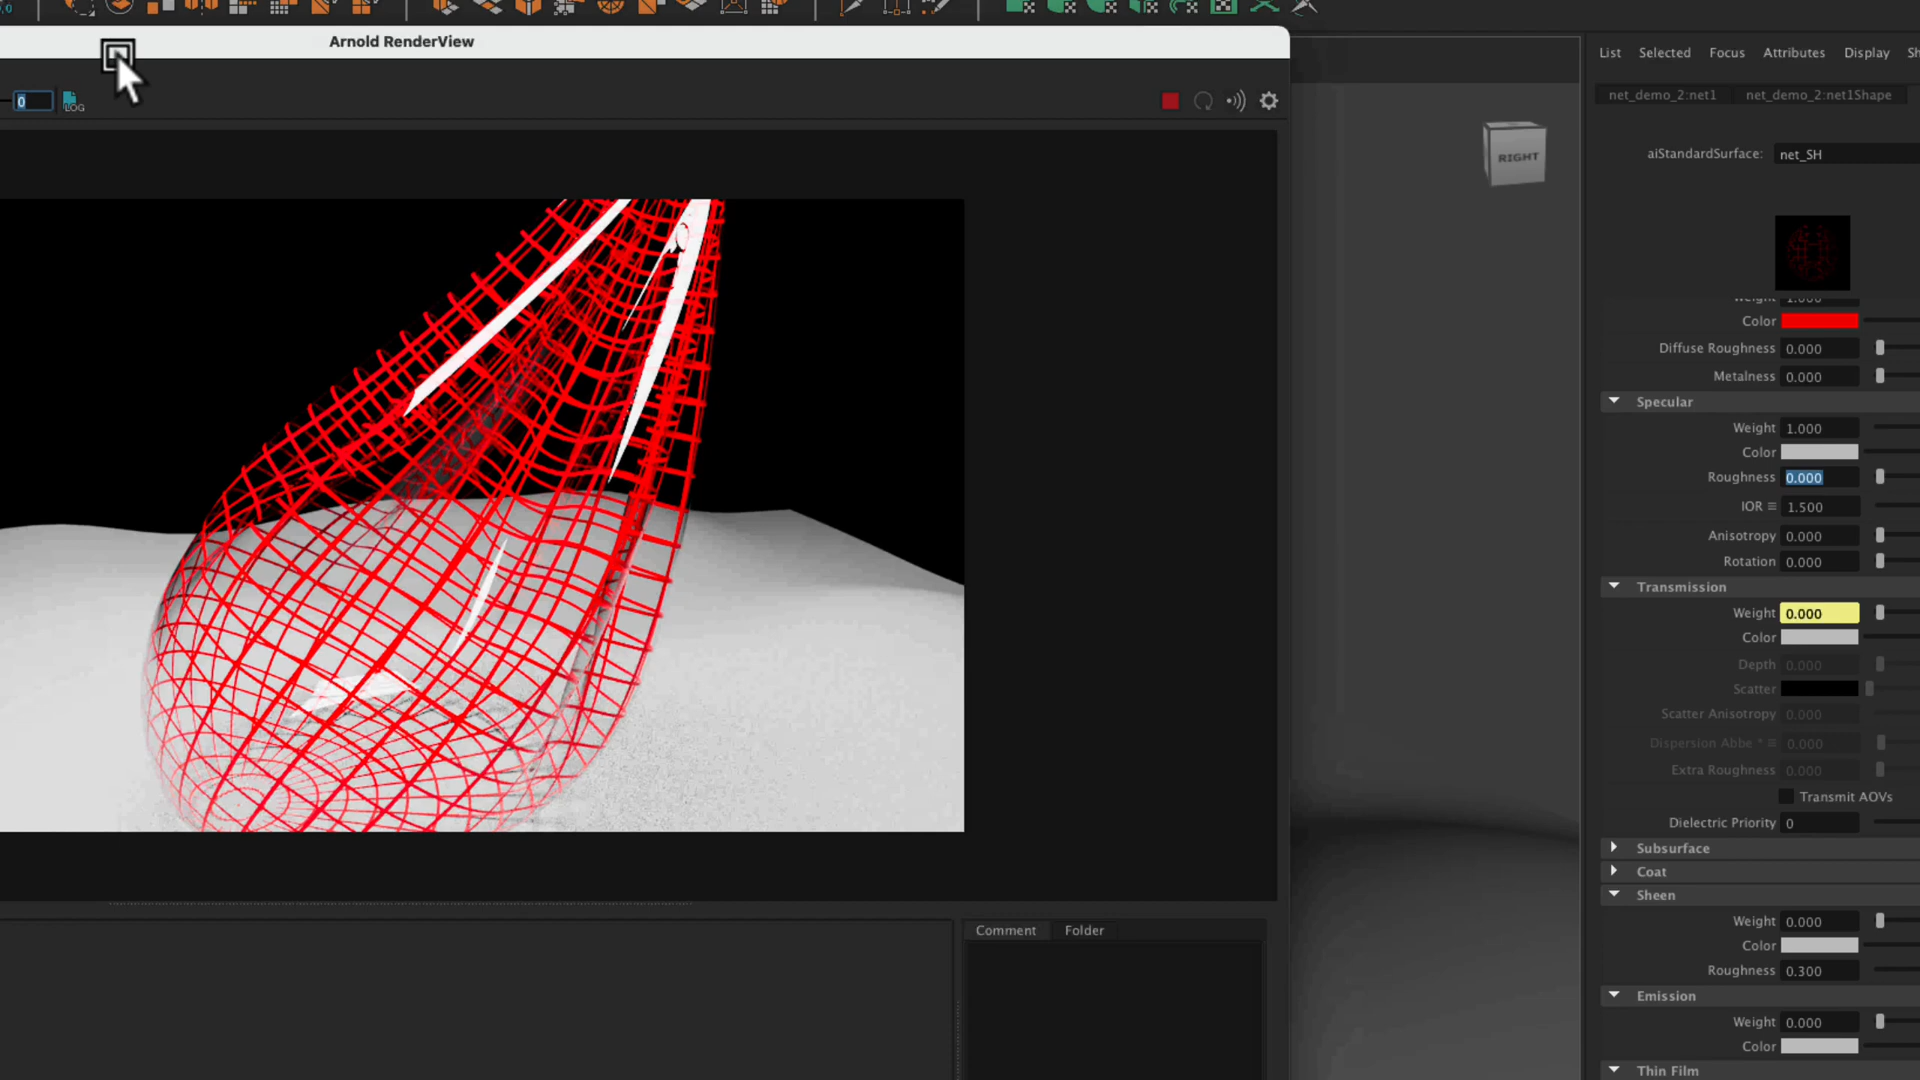 Arnold RenderView
0
LOG
RIGHT
List Selected Focus Attributes Display
net_demo_2:net1 net_demo_2:net1Shape
aiStandardSurface: net_SH
Weight 1.000
Color
Diffuse Roughness 0.000
Metalness 0.000
Specular
Weight 1.000
Color
Roughness 0.000
IOR 1.500
Anisotropy 0.000
Rotation 0.000
Transmission
Weight 0.000
Color
Depth 0.000
Scatter
Scatter Anisotropy 0.000
Dispersion Abbe * 0.000
Extra Roughness 0.000
Transmit AOVs
Dielectric Priority 0
Subsurface
Coat
Sheen
Weight 0.000
Color
Roughness 0.300
Emission
Weight 0.000
Color
Thin Film
Comment Folder